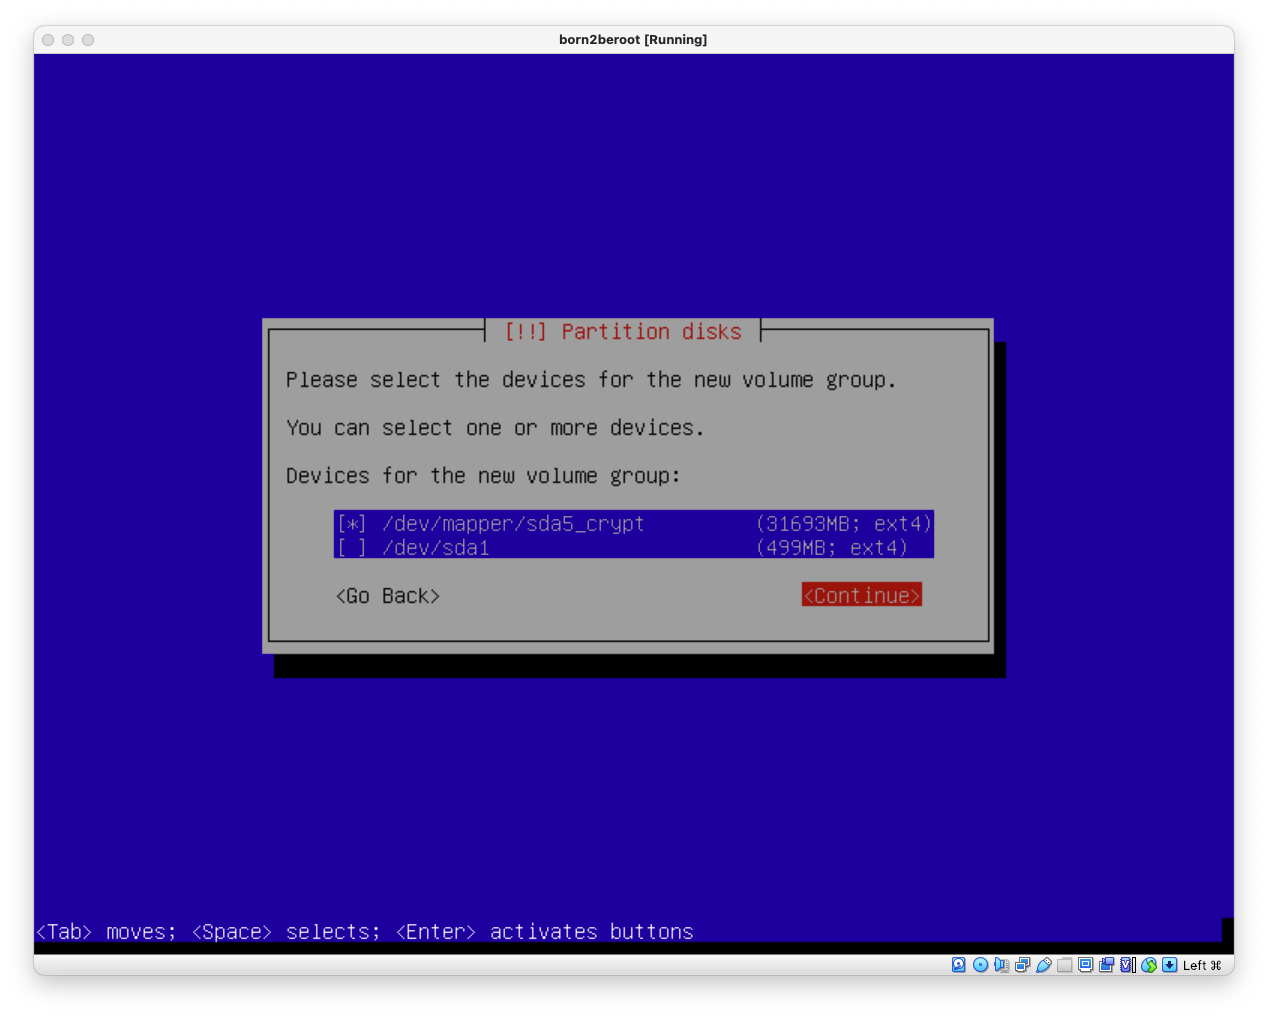 born2beroot [Running]
[!!] Partition disks
Please select the devices for the new volume group.
You can select one or more devices.
Devices for the new volume group:
[*] /dev/mapper/sda5_crypt (31693MB; ext4)
[ ] /dev/sda1 (499MB; ext4)
<Go Back> <Continue>
<Tab> moves; <Space> selects; <Enter> activates buttons
Left ⌘